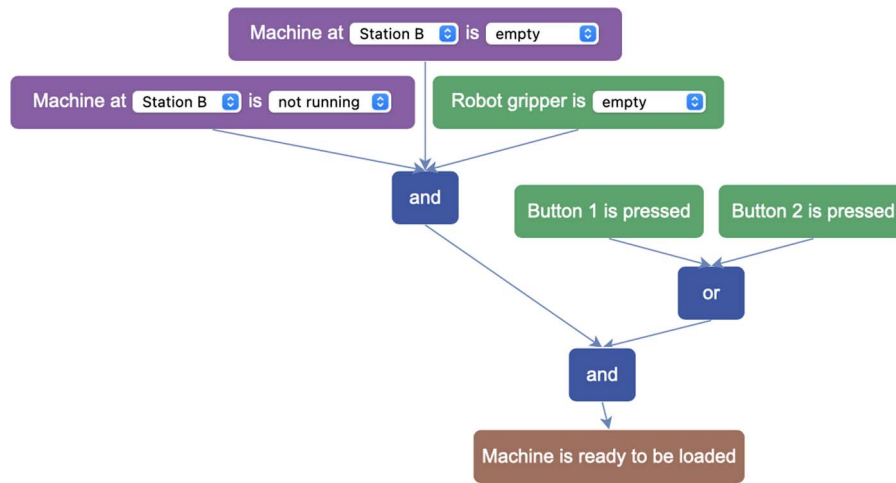 Machine at Station B is empty
Machine at Station B is not running
Robot gripper is empty
and
Button 1 is pressed
Button 2 is pressed
or
and
Machine is ready to be loaded